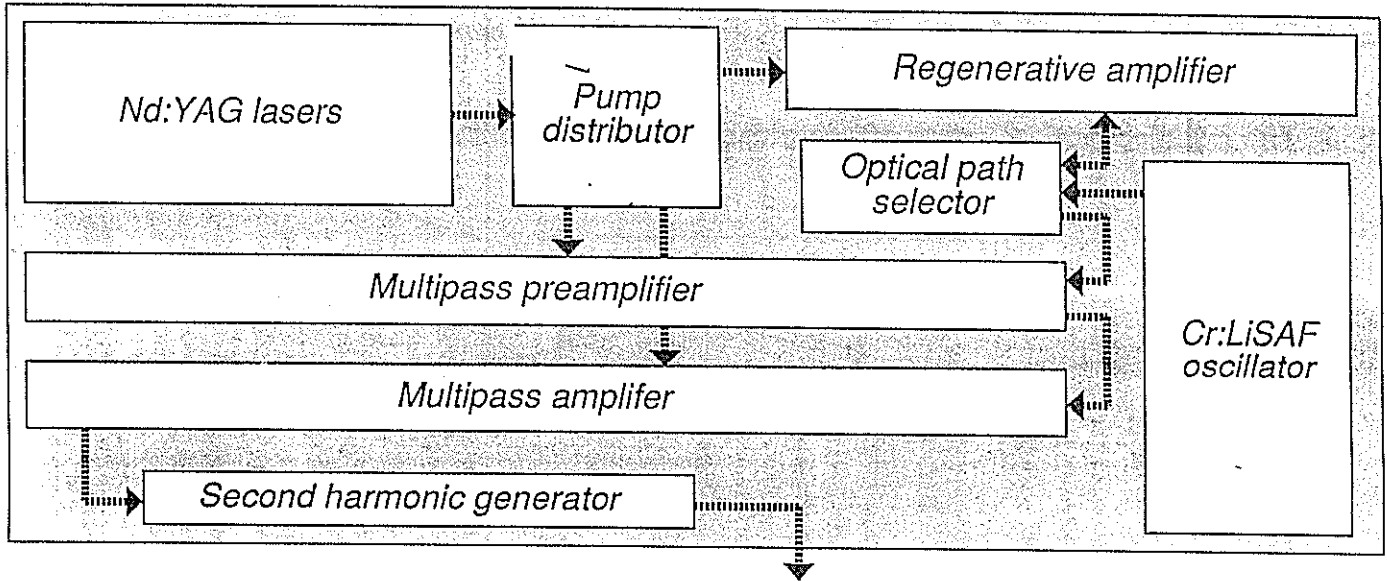 Nd:YAG lasers
Pump
distributor
Regenerative amplifier
Optical path
selector
Multipass preamplifier
Cr:LiSAF
oscillator
Multipass amplifer
Second harmonic generator